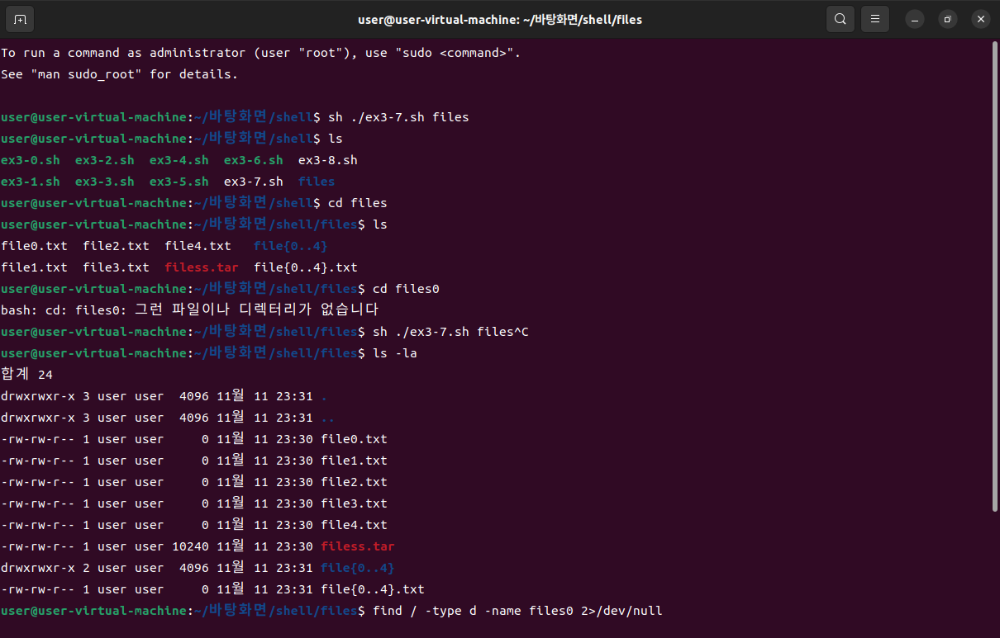 user@user-virtual-machine: ~/바탕화면/shell/files
To run a command as administrator (user "root"), use "sudo <command>".
See "man sudo_root" for details.
user@user-virtual-machine:~/바탕화면/shell$ sh ./ex3-7.sh files
user@user-virtual-machine:~/바탕화면/shell$ ls
ex3-0.sh  ex3-2.sh  ex3-4.sh  ex3-6.sh  ex3-8.sh
ex3-1.sh  ex3-3.sh  ex3-5.sh  ex3-7.sh  files
user@user-virtual-machine:~/바탕화면/shell$ cd files
user@user-virtual-machine:~/바탕화면/shell/files$ ls
file0.txt  file2.txt  file4.txt   file{0..4}
file1.txt  file3.txt  filess.tar  file{0..4}.txt
user@user-virtual-machine:~/바탕화면/shell/files$ cd files0
bash: cd: files0: 그런 파일이나 디렉터리가 없습니다
user@user-virtual-machine:~/바탕화면/shell/files$ sh ./ex3-7.sh files^C
user@user-virtual-machine:~/바탕화면/shell/files$ ls -la
합계 24
drwxrwxr-x 3 user user  4096 11월 11 23:31 .
drwxrwxr-x 3 user user  4096 11월 11 23:31 ..
-rw-rw-r-- 1 user user     0 11월 11 23:30 file0.txt
-rw-rw-r-- 1 user user     0 11월 11 23:30 file1.txt
-rw-rw-r-- 1 user user     0 11월 11 23:30 file2.txt
-rw-rw-r-- 1 user user     0 11월 11 23:30 file3.txt
-rw-rw-r-- 1 user user     0 11월 11 23:30 file4.txt
-rw-rw-r-- 1 user user 10240 11월 11 23:30 filess.tar
drwxrwxr-x 2 user user  4096 11월 11 23:31 file{0..4}
-rw-rw-r-- 1 user user     0 11월 11 23:31 file{0..4}.txt
user@user-virtual-machine:~/바탕화면/shell/files$ find / -type d -name files0 2>/dev/null